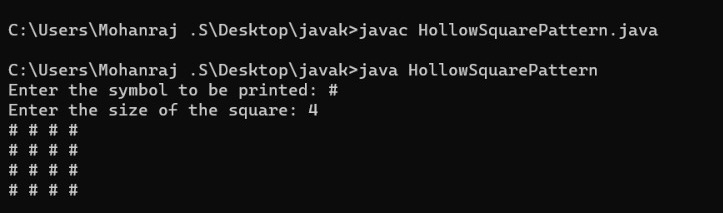 C:\Users\Mohanraj .S\Desktop\javak>javac HollowSquarePattern.java
C:\Users\Mohanraj .S\Desktop\javak>java HollowSquarePattern
Enter the symbol to be printed: #
Enter the size of the square: 4
# # # #
# # # #
# # # #
# # # #